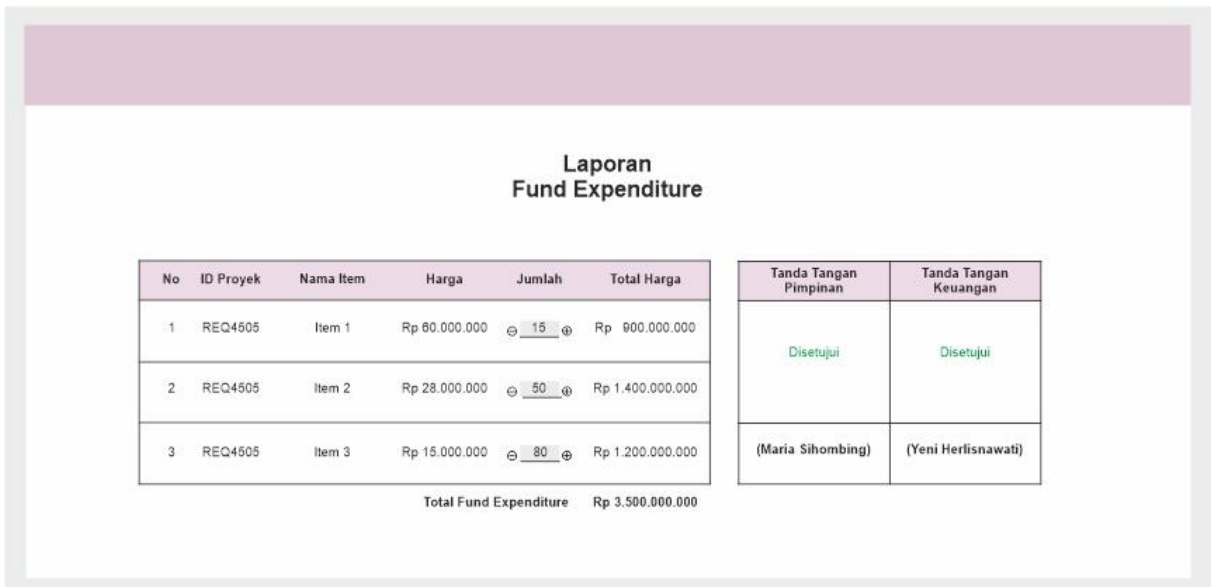 Laporan
Fund Expenditure
No ID Proyek Nama Item Harga Jumlah Total Harga
1 REQ4505 Item 1 Rp 60.000.000 ⊖ 15 ⊕ Rp 900.000.000
2 REQ4505 Item 2 Rp 28.000.000 ⊖ 50 ⊕ Rp 1.400.000.000
3 REQ4505 Item 3 Rp 15.000.000 ⊖ 80 ⊕ Rp 1.200.000.000
Total Fund Expenditure Rp 3.500.000.000
Tanda Tangan Pimpinan
Tanda Tangan Keuangan
Disetujui Disetujui
(Maria Sihombing) (Yeni Herlisnawati)